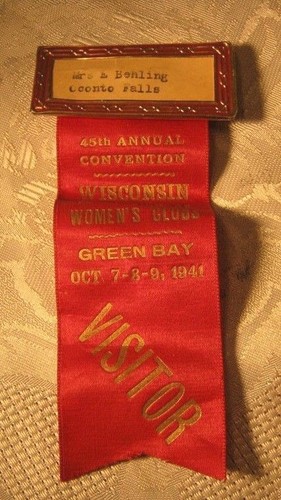 Mrs E Behling
Oconto Falls
45th ANNUAL
CONVENTION
WISCONSIN
WOMEN'S CLUBS
GREEN BAY
OCT. 7-8-9, 1941
VISITOR